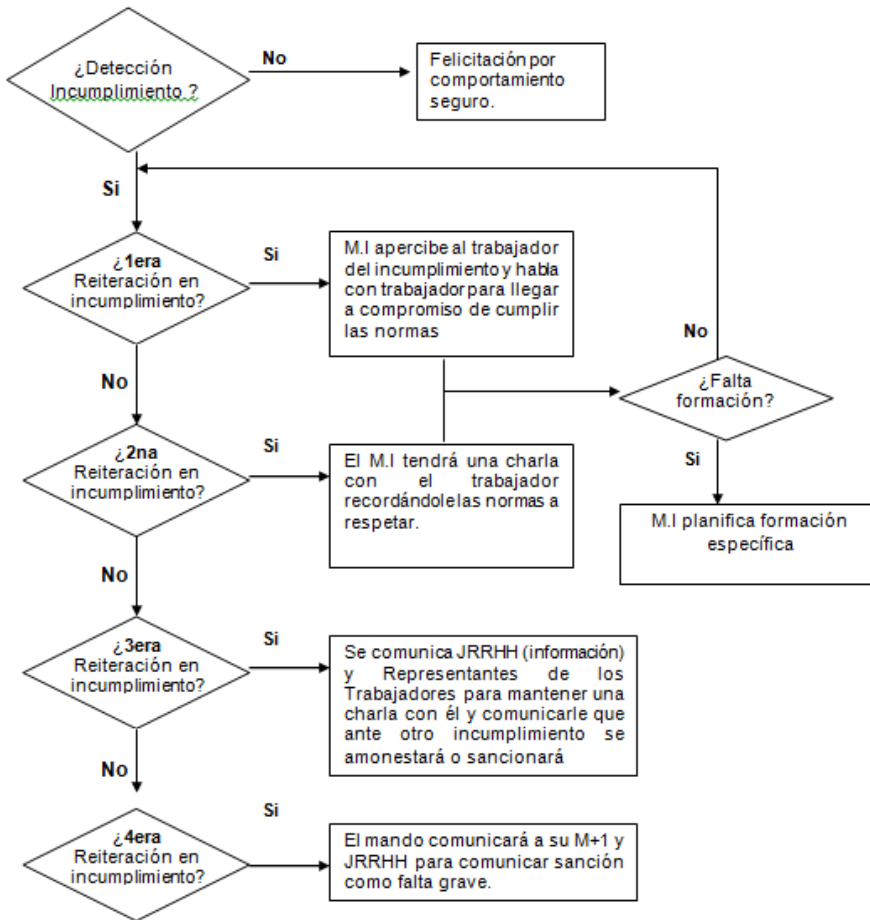 ¿Detección
Incumplimiento ?
No
Felicitación por
comportamiento
seguro.
Si
¿1era
Reiteración en
incumplimiento?
Si
M.I apercibe al trabajador
del incumplimiento y habla
con trabajador para llegar
a compromiso de cumplir
las normas
No
¿Falta
formación?
No
¿2na
Reiteración en
incumplimiento?
Si
El M.I tendrá una charla
con el trabajador
recordándole las normas a
respetar.
Si
M.I planifica formación
específica
No
¿3era
Reiteración en
incumplimiento?
Si
Se comunica JRRHH (información)
y Representantes de los
Trabajadores para mantener una
charla con él y comunicarle que
ante otro incumplimiento se
amonestará o sancionará
No
¿4era
Reiteración en
incumplimiento?
Si
El mando comunicará a su M+1 y
JRRHH para comunicar sanción
como falta grave.